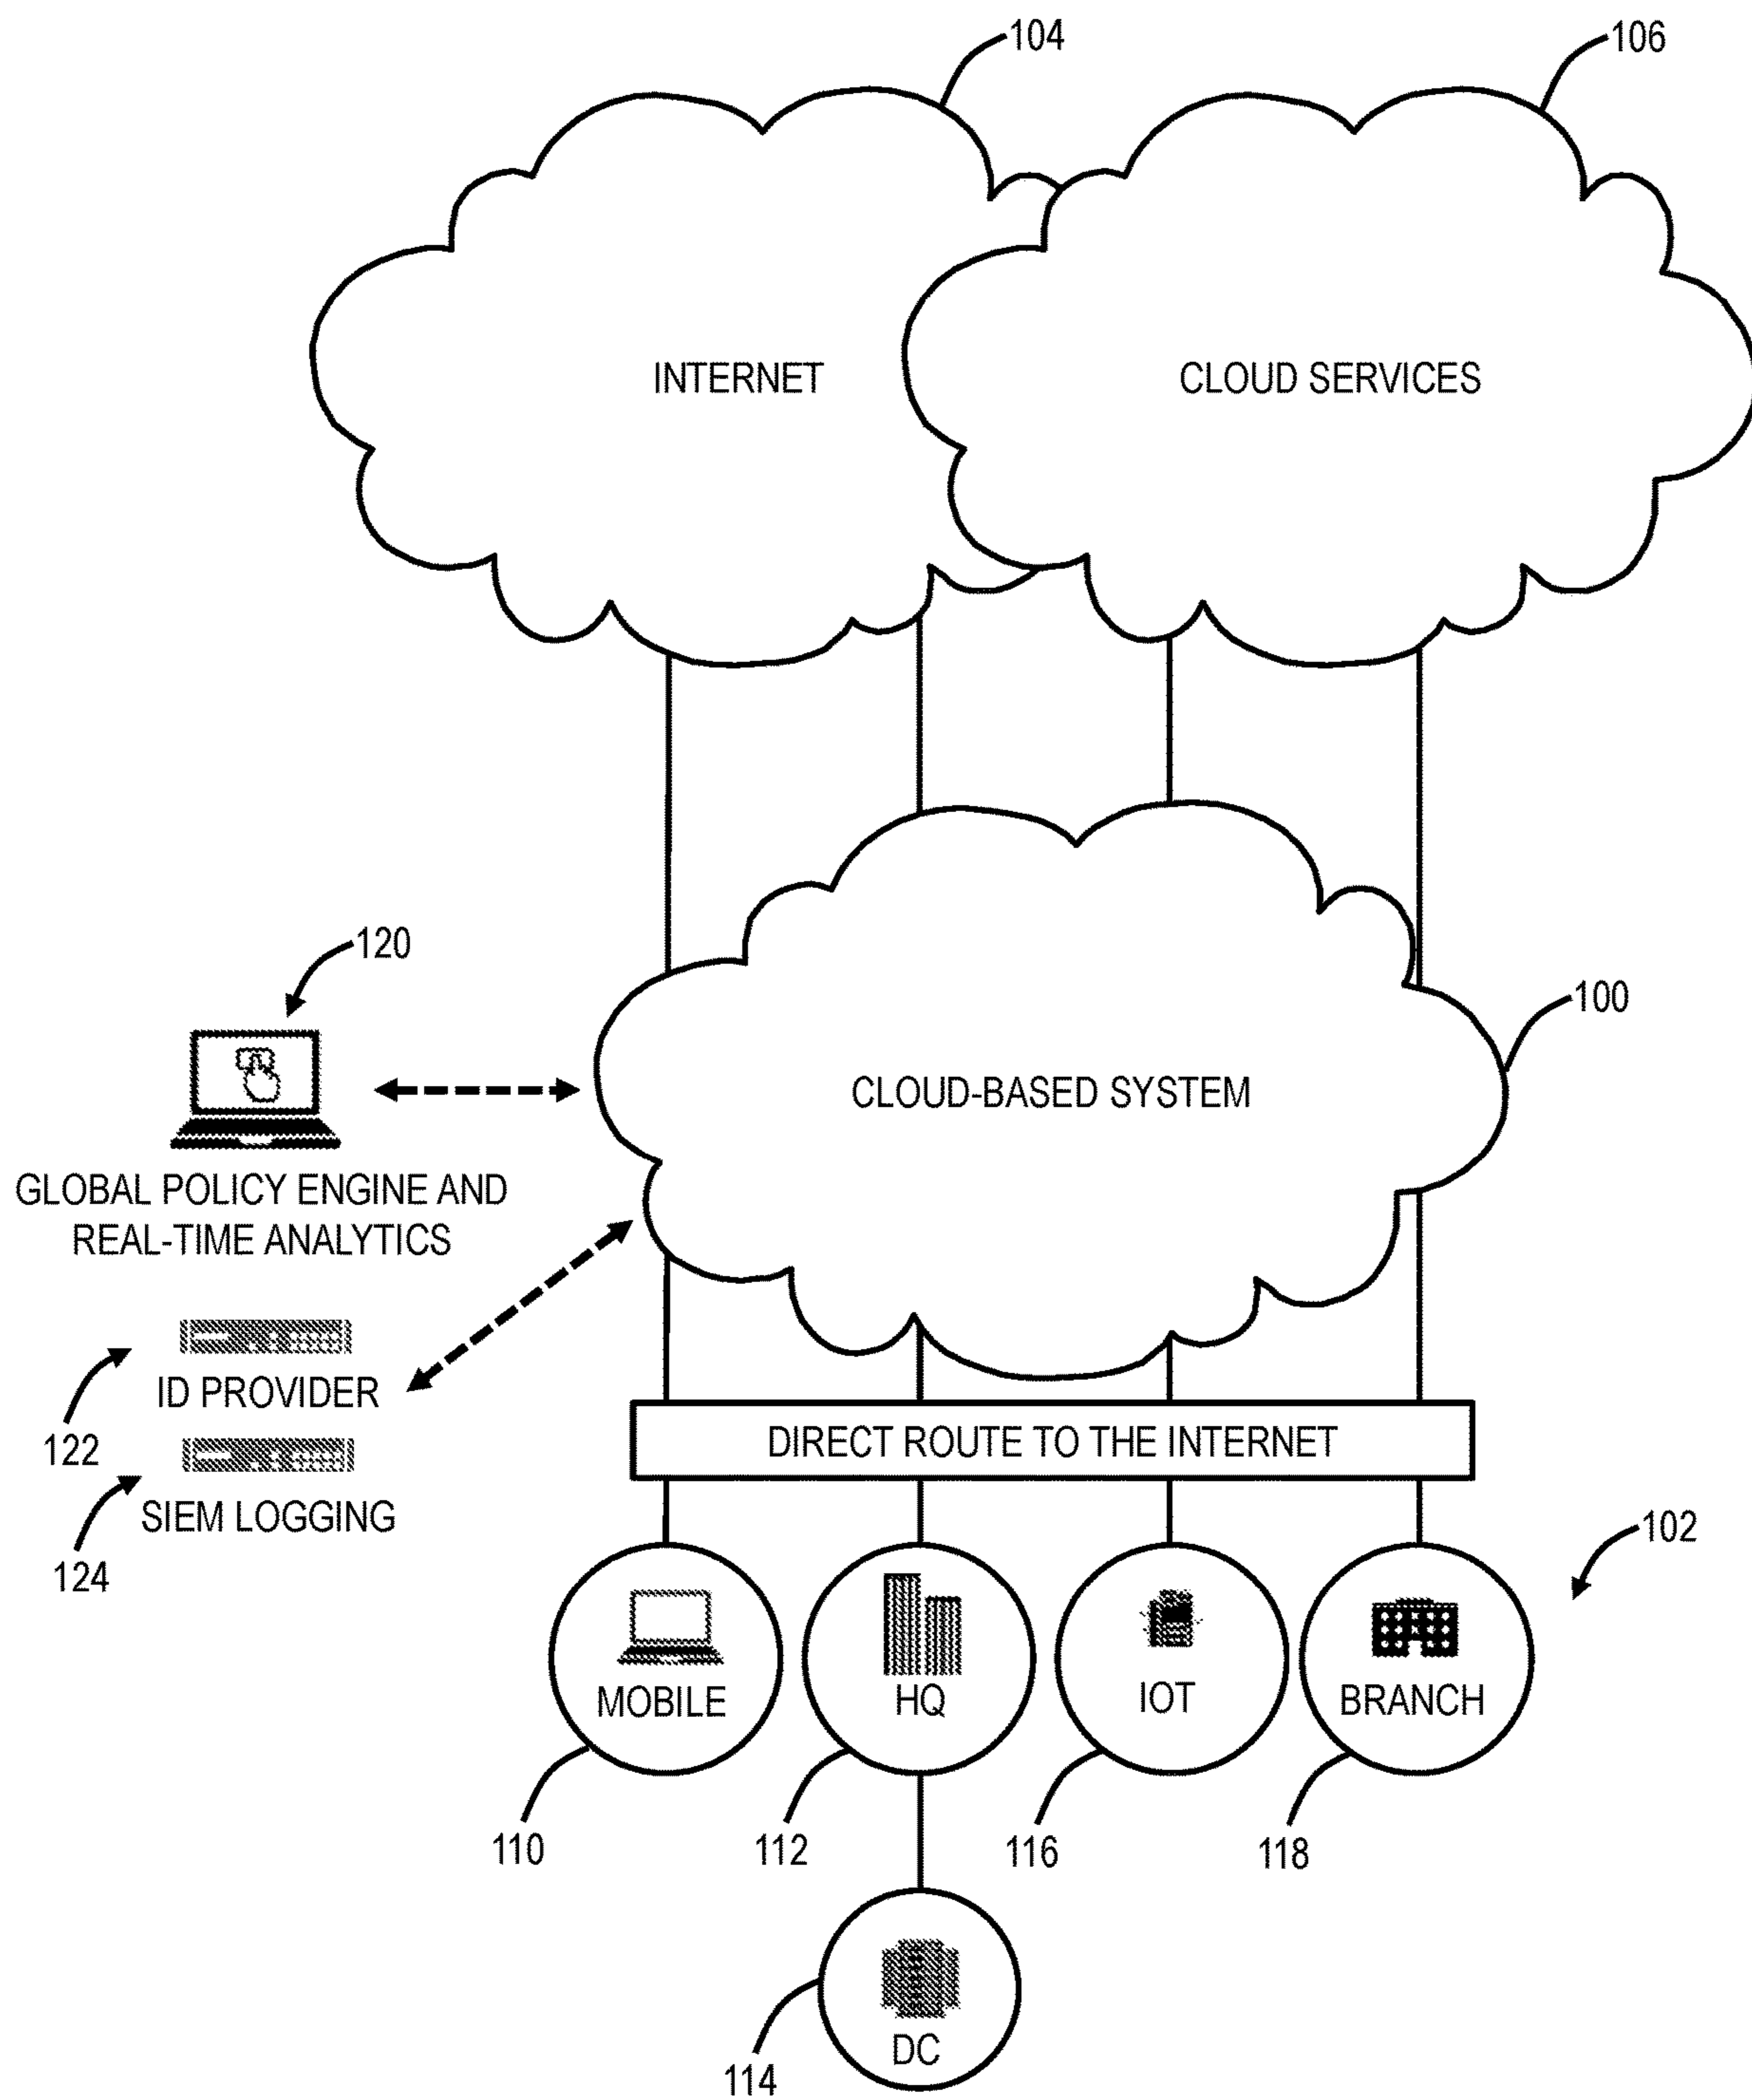 104
106
INTERNET
CLOUD SERVICES
120
100
CLOUD-BASED SYSTEM
GLOBAL POLICY ENGINE AND
REAL-TIME ANALYTICS
ID PROVIDER
122
DIRECT ROUTE TO THE INTERNET
SIEM LOGGING
124
102
MOBILE
HQ
IOT
BRANCH
110
112
116
118
DC
114